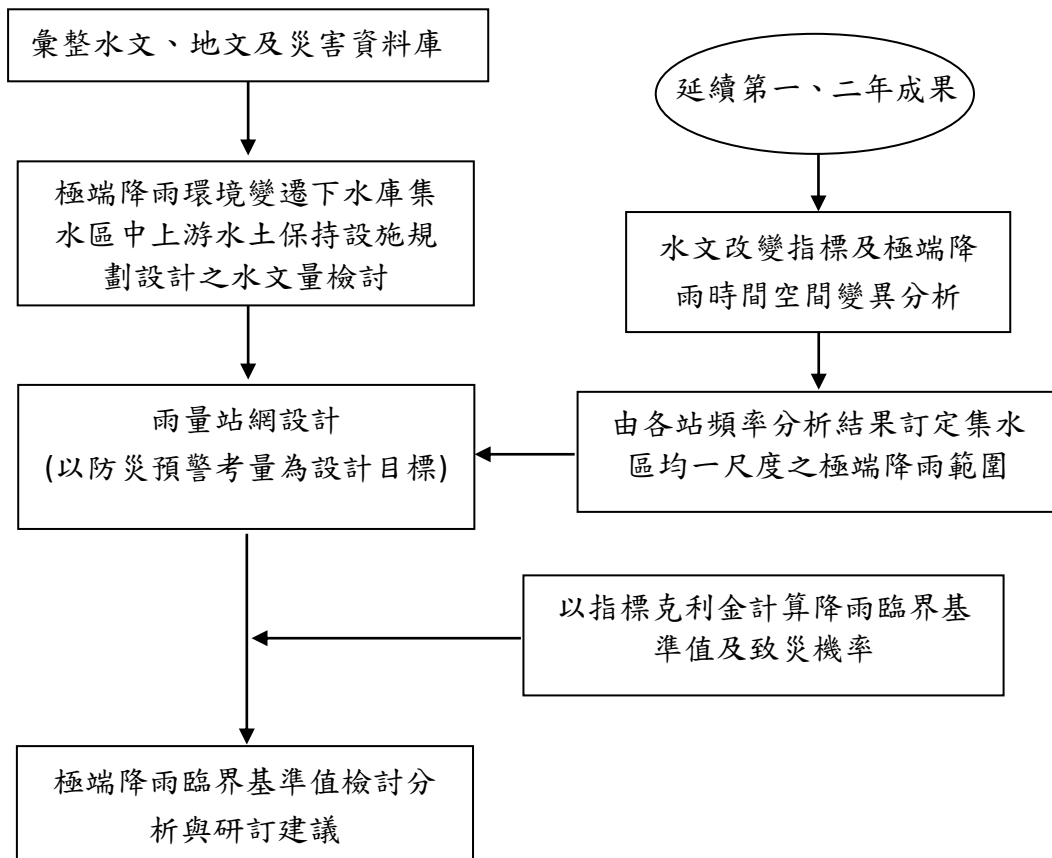 彙整水文、地文及災害資料庫
延續第一、二年成果
極端降雨環境變遷下水庫集
水區中上游水土保持設施規
劃設計之水文量檢討
水文改變指標及極端降
雨時間空間變異分析
雨量站網設計
(以防災預警考量為設計目標)
由各站頻率分析結果訂定集水
區均一尺度之極端降雨範圍
以指標克利金計算降雨臨界基
準值及致災機率
極端降雨臨界基準值檢討分
析與研訂建議